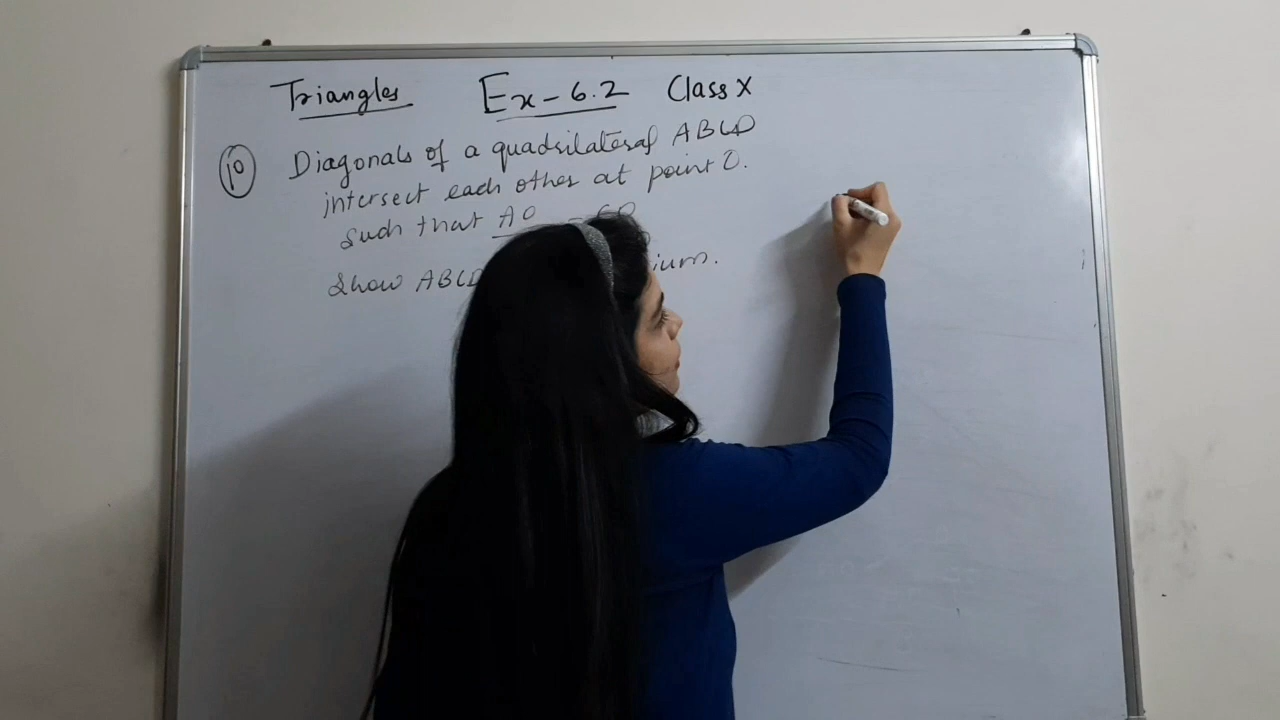 Triangles Ex-6.2 Class X
10 Diagonals of a quadrilateral ABCD
intersect each other at point O.
such that AO = CO
Show ABCD